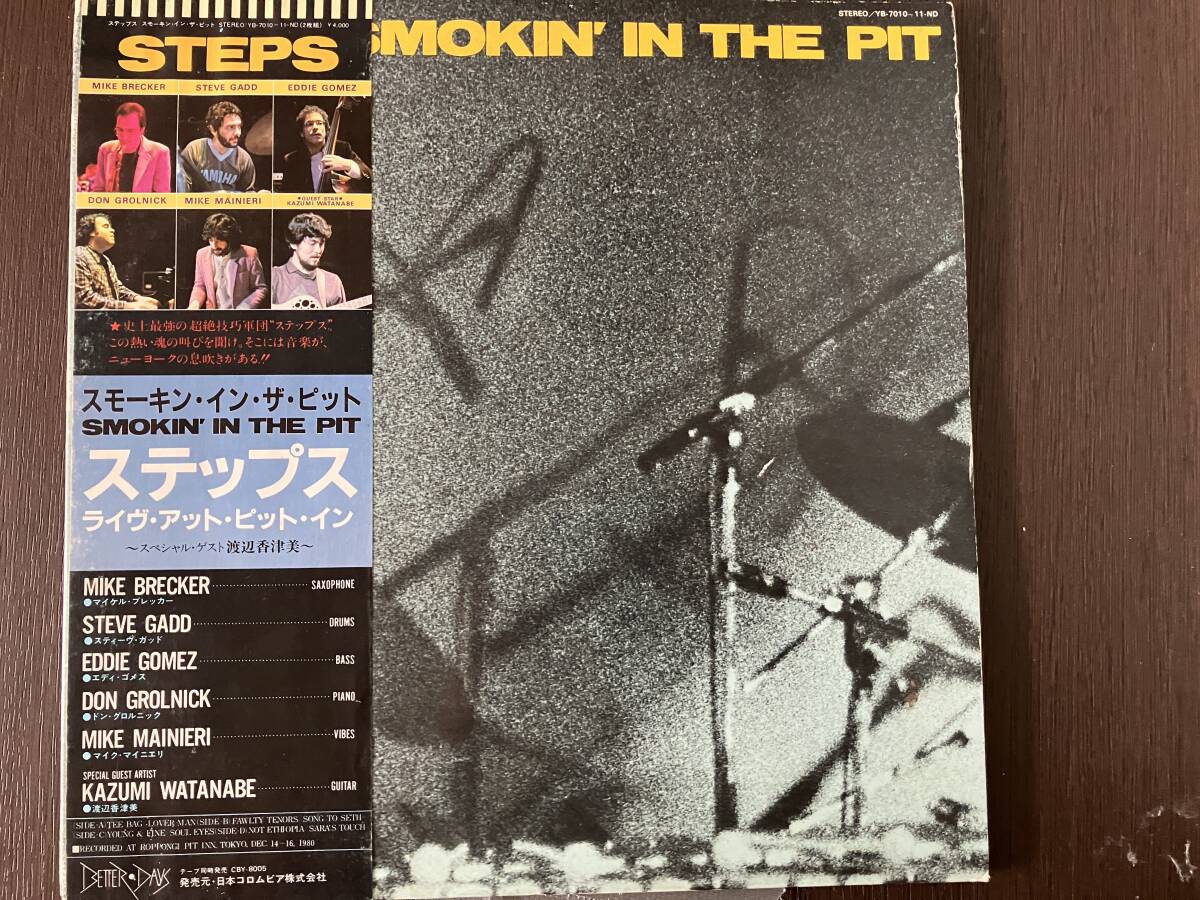 ステップス スモーキン・イン・ザ・ピット STEREO YB-7010~11-ND(2枚組) ¥4,000
STEPS
MIKE BRECKER STEVE GADD EDDIE GOMEZ
YAMIHA
DON GROLNICK MIKE MAINIERI ★GUEST STAR★ KAZUMI WATANABE
★史上最強の超絶技巧軍団“ステップス”。
この熱い魂の叫びを聞け。そこには音楽が、
ニューヨークの息吹きがある!!
スモーキン・イン・ザ・ピット
SMOKIN' IN THE PIT
ステップス
ライヴ・アット・ピット・イン
〜スペシャル・ゲスト渡辺香津美〜
MIKE BRECKER SAXOPHONE
●マイケル・ブレッカー
STEVE GADD DRUMS
●スティーヴ・ガッド
EDDIE GOMEZ BASS
●エディ・ゴメス
DON GROLNICK PIANO
●ドン・グロルニック
MIKE MAINIERI VIBES
●マイク・マイニエリ
SPECIAL GUEST ARTIST
KAZUMI WATANABE GUITAR
●渡辺香津美
(SIDE-A)TEE BAG・LOVER MAN(SIDE-B)FAWLTY TENORS SONG TO SETH
(SIDE-C)YOUNG & FINE SOUL EYES(SIDE-D)NOT ETHIOPIA SARA'S TOUCH
■RECORDED AT ROPPONGI PIT INN, TOKYO, DEC. 14-16, 1980
BETTER・DAYS
テープ同時発売 CBY-8005
発売元・日本コロムビア株式会社
STEREO/YB-7010~11-ND
SMOKIN' IN THE PIT